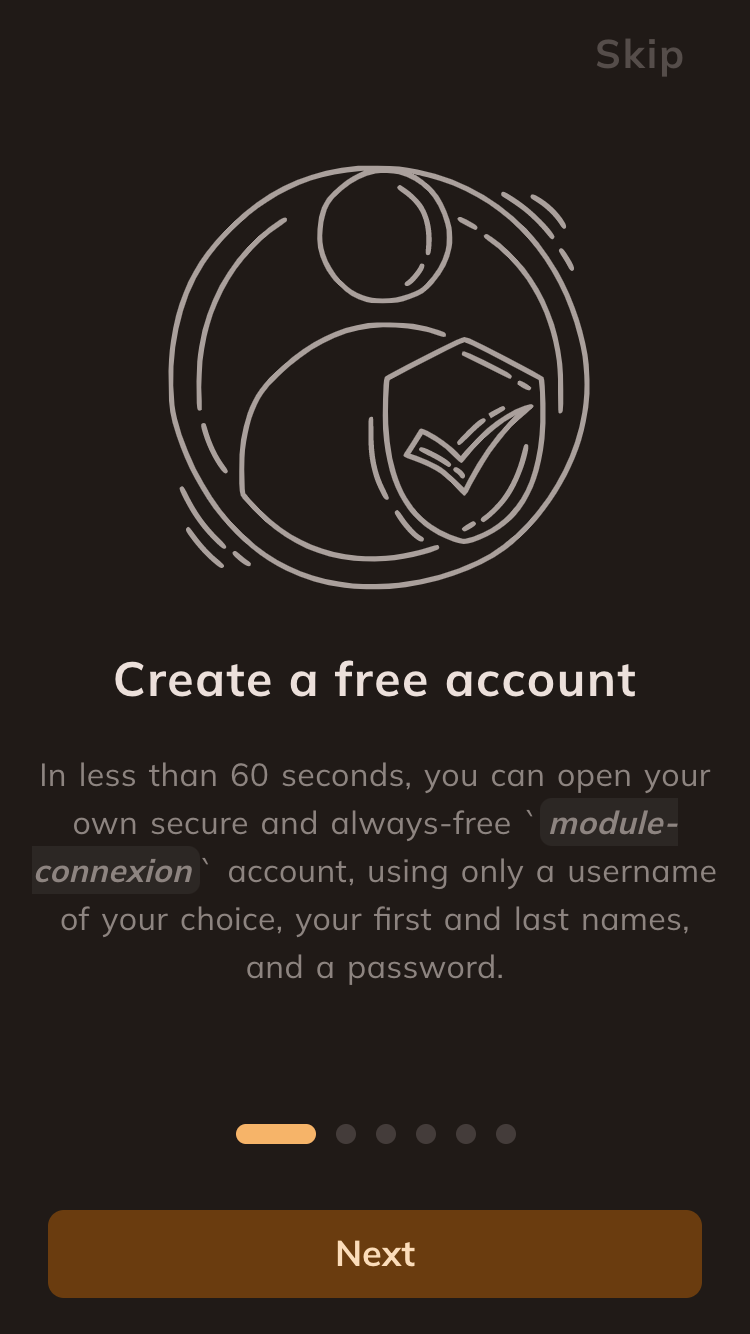 Skip
Create a free account
In less than 60 seconds, you can open your
own secure and always-free `module-
connexion` account, using only a username
of your choice, your first and last names,
and a password.
Next